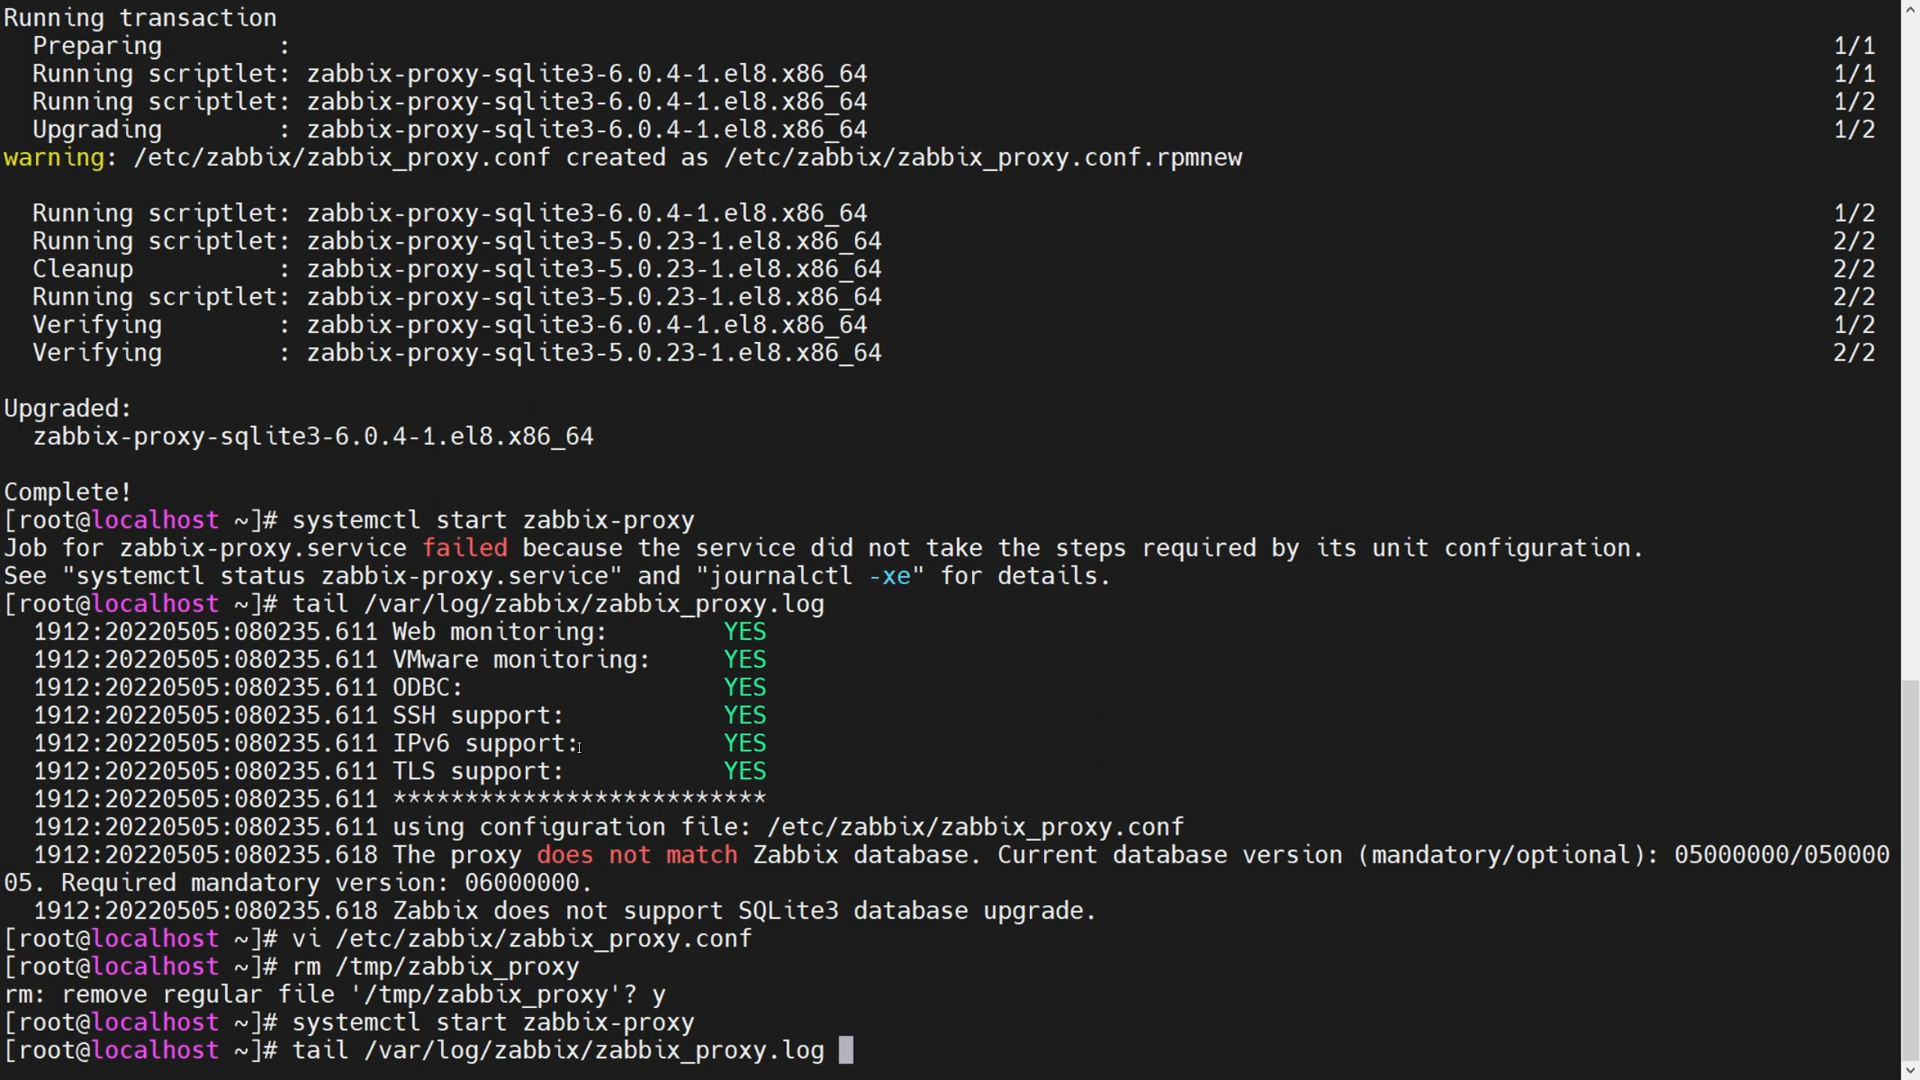 Running transaction
Preparing : 1/1
Running scriptlet: zabbix-proxy-sqlite3-6.0.4-1.el8.x86_64 1/1
Running scriptlet: zabbix-proxy-sqlite3-6.0.4-1.el8.x86_64 1/2
Upgrading : zabbix-proxy-sqlite3-6.0.4-1.el8.x86_64 1/2
warning: /etc/zabbix/zabbix_proxy.conf created as /etc/zabbix/zabbix_proxy.conf.rpmnew
Running scriptlet: zabbix-proxy-sqlite3-6.0.4-1.el8.x86_64 1/2
Running scriptlet: zabbix-proxy-sqlite3-5.0.23-1.el8.x86_64 2/2
Cleanup : zabbix-proxy-sqlite3-5.0.23-1.el8.x86_64 2/2
Running scriptlet: zabbix-proxy-sqlite3-5.0.23-1.el8.x86_64 2/2
Verifying : zabbix-proxy-sqlite3-6.0.4-1.el8.x86_64 1/2
Verifying : zabbix-proxy-sqlite3-5.0.23-1.el8.x86_64 2/2
Upgraded:
zabbix-proxy-sqlite3-6.0.4-1.el8.x86_64
Complete!
[root@localhost ~]# systemctl start zabbix-proxy
Job for zabbix-proxy.service failed because the service did not take the steps required by its unit configuration.
See "systemctl status zabbix-proxy.service" and "journalctl -xe" for details.
[root@localhost ~]# tail /var/log/zabbix/zabbix_proxy.log
1912:20220505:080235.611 Web monitoring: YES
1912:20220505:080235.611 VMware monitoring: YES
1912:20220505:080235.611 ODBC: YES
1912:20220505:080235.611 SSH support: YES
1912:20220505:080235.611 IPv6 support: YES
1912:20220505:080235.611 TLS support: YES
1912:20220505:080235.611 **************************
1912:20220505:080235.611 using configuration file: /etc/zabbix/zabbix_proxy.conf
1912:20220505:080235.618 The proxy does not match Zabbix database. Current database version (mandatory/optional): 05000000/050000
05. Required mandatory version: 06000000.
1912:20220505:080235.618 Zabbix does not support SQLite3 database upgrade.
[root@localhost ~]# vi /etc/zabbix/zabbix_proxy.conf
[root@localhost ~]# rm /tmp/zabbix_proxy
rm: remove regular file '/tmp/zabbix_proxy'? y
[root@localhost ~]# systemctl start zabbix-proxy
[root@localhost ~]# tail /var/log/zabbix/zabbix_proxy.log